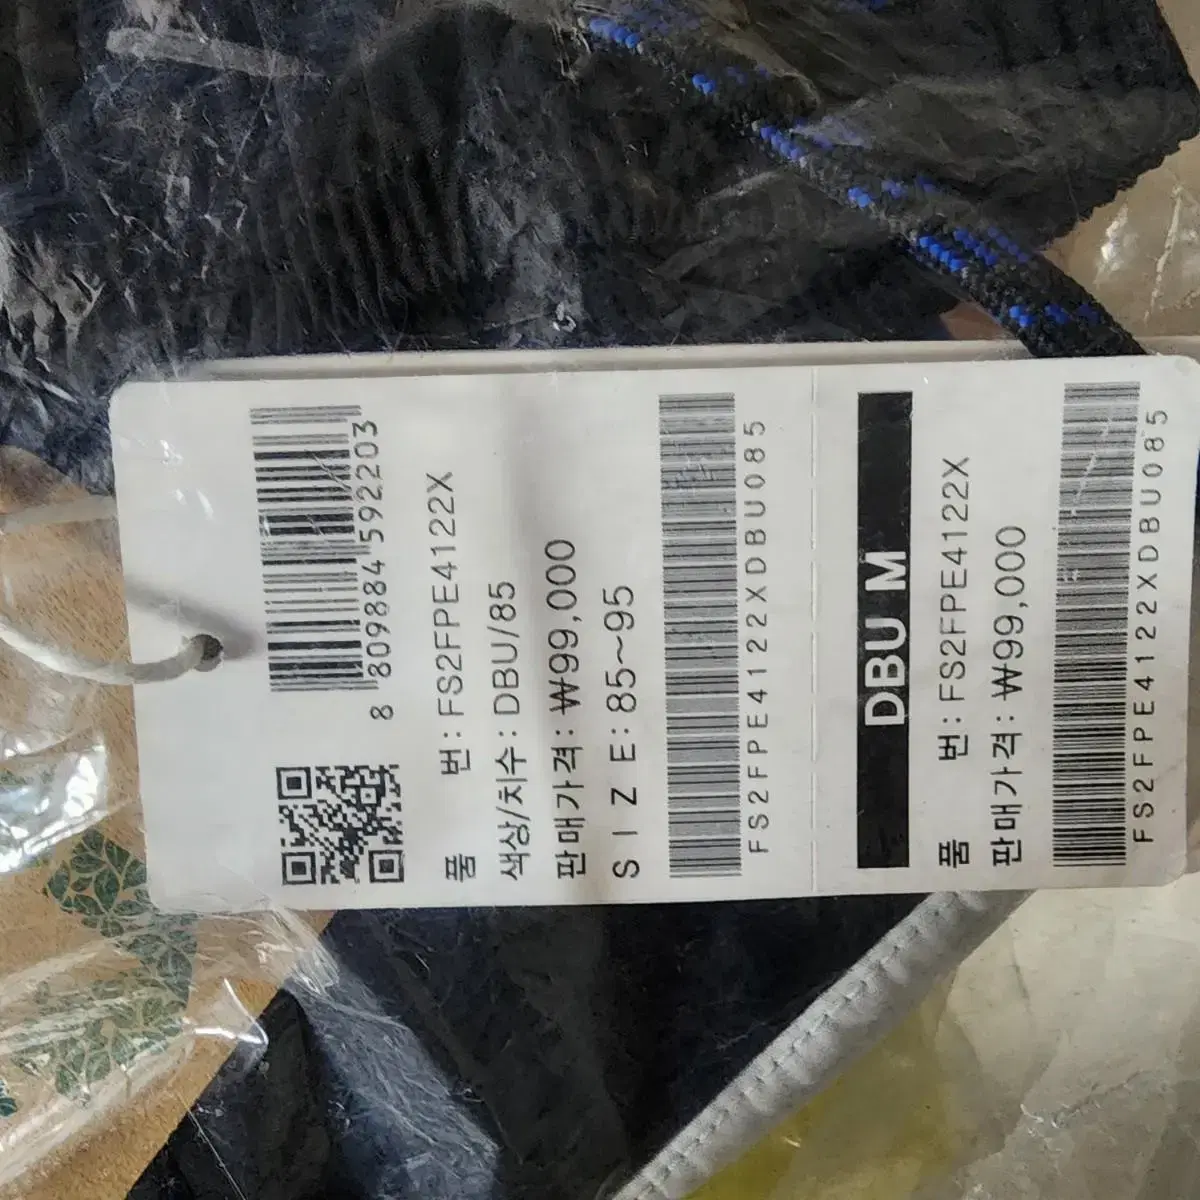 8 809884 592203
품 번 : FS2FPE4122X
색상/치수 : DBU/85
판매가격 : ₩99,000
S I Z E : 85~95
FS2FPE4122XDBU085
DBU M
품 번 : FS2FPE4122X
판매가격 : ₩99,000
FS2FPE4122XDBU085